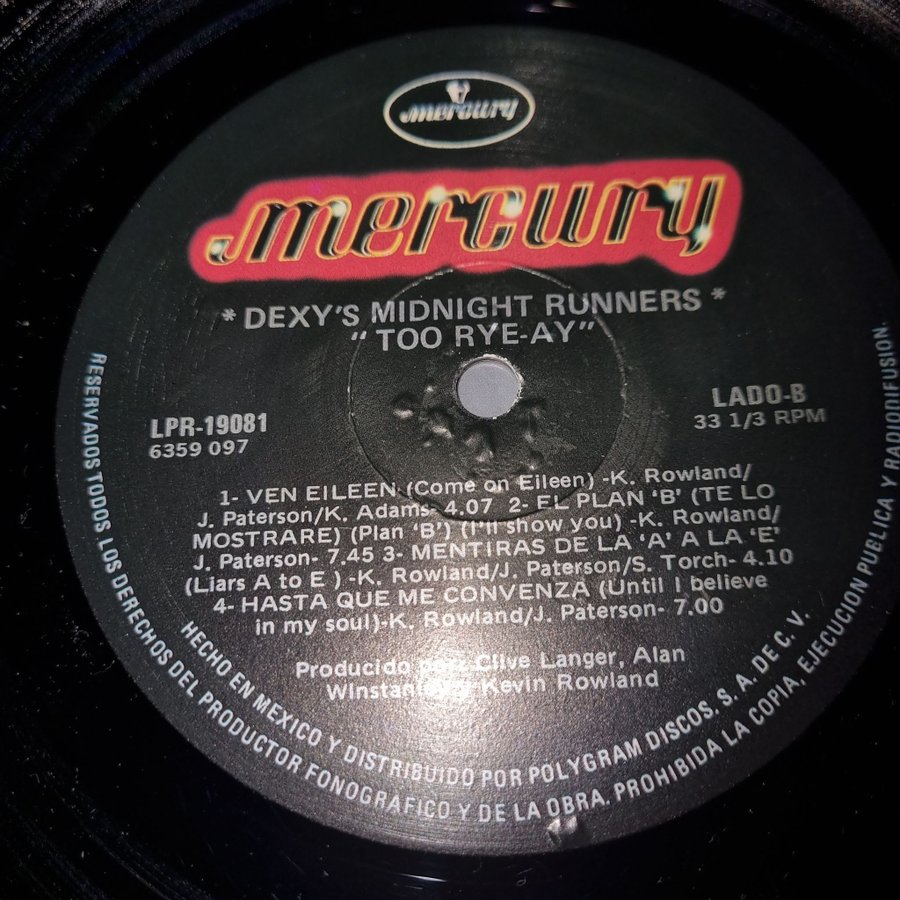 mercury
mercury
* DEXY'S MIDNIGHT RUNNERS *
"TOO RYE-AY"
LPR-19081
6359 097
LADO-B
33 1/3 RPM
1- VEN EILEEN (Come on Eileen) -K. Rowland/
J. Paterson/K. Adams- 4.07 2- EL PLAN 'B' (TE LO
MOSTRARE) (Plan 'B') (I'll show you) -K. Rowland/
J. Paterson- 7.45 3- MENTIRAS DE LA 'A' A LA 'E'
(Liars A to E ) -K. Rowland/J. Paterson/S. Torch- 4.10
4- HASTA QUE ME CONVENZA (Until I believe
in my soul)-K. Rowland/J. Paterson- 7.00
Producido Clive Langer, Alan
Kevin Rowland
HECHO EN MEXICO Y DISTRIBUIDO POR POLYGRAM DISCOS, S. A. DE C. V.
RESERVADOS TODOS LOS DERECHOS DEL PRODUCTOR FONOGRAFICO Y DE LA OBRA. PROHIBIDA LA COPIA, EJECUCION PUBLICA Y RADIODIFUSION.